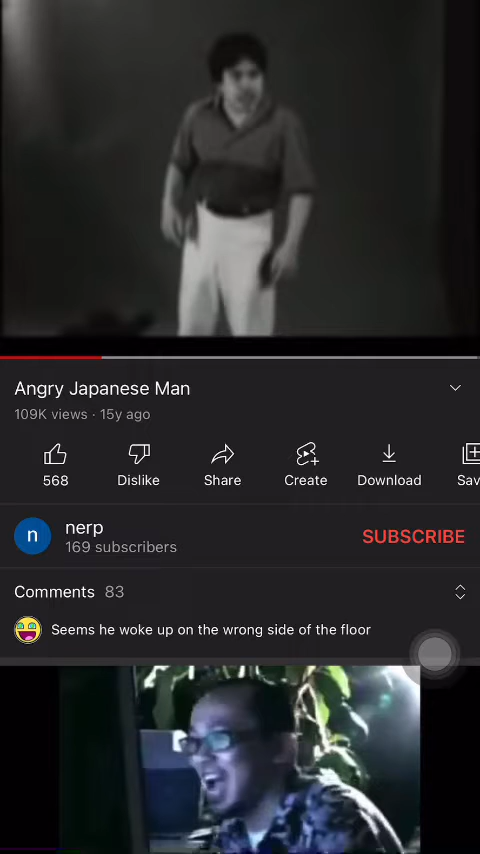 Angry Japanese Man
109K views · 15y ago
568 Dislike Share Create Download Sav
n
nerp
169 subscribers
SUBSCRIBE
Comments 83
Seems he woke up on the wrong side of the floor